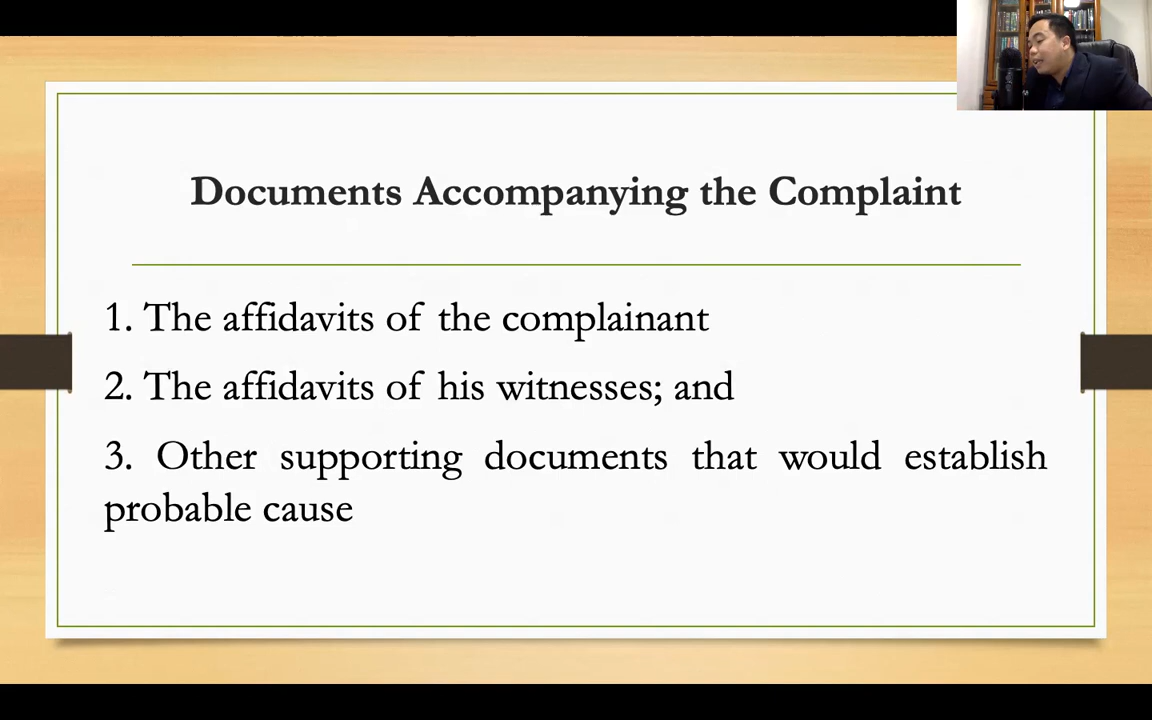 Documents Accompanying the Complaint
1. The affidavits of the complainant
2. The affidavits of his witnesses; and
3. Other supporting documents that would establish
probable cause